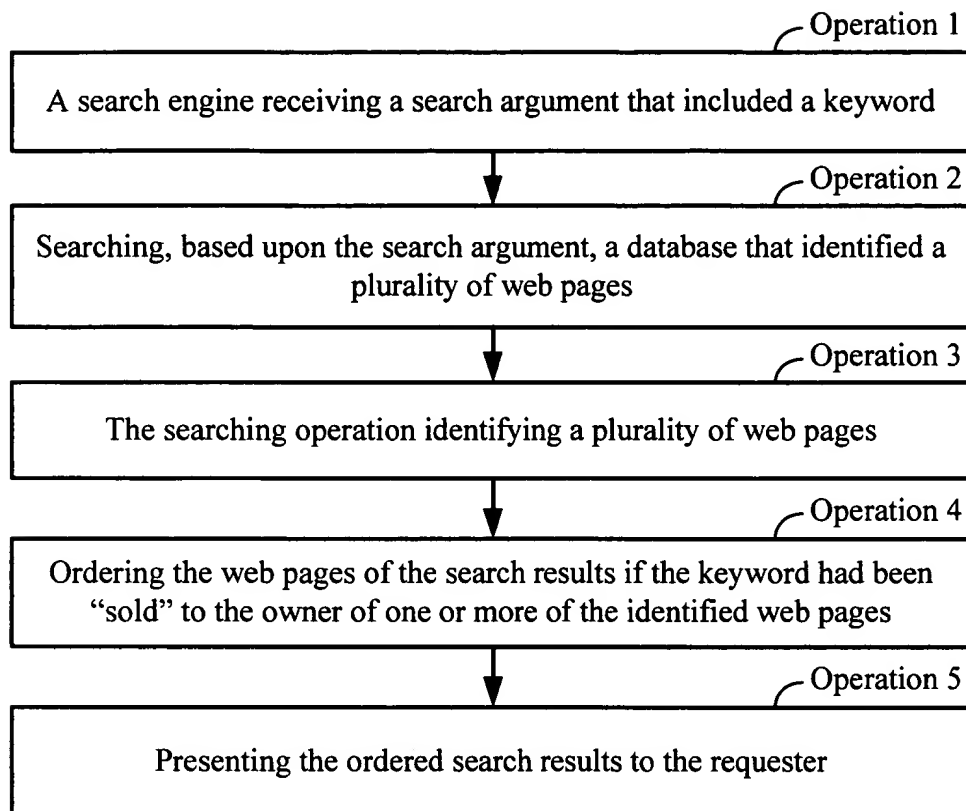 Operation 1
A search engine receiving a search argument that included a keyword
Operation 2
Searching, based upon the search argument, a database that identified a
plurality of web pages
Operation 3
The searching operation identifying a plurality of web pages
Operation 4
Ordering the web pages of the search results if the keyword had been
“sold” to the owner of one or more of the identified web pages
Operation 5
Presenting the ordered search results to the requester